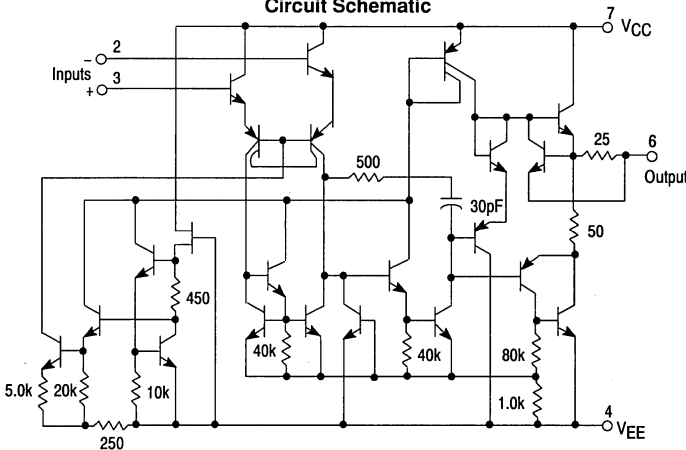 Circuit Schematic
7 VCC
− 2
Inputs
+ 3
25
6
Output
500
30pF
50
450
40k
40k
80k
5.0k
20k
10k
1.0k
250
4
VEE